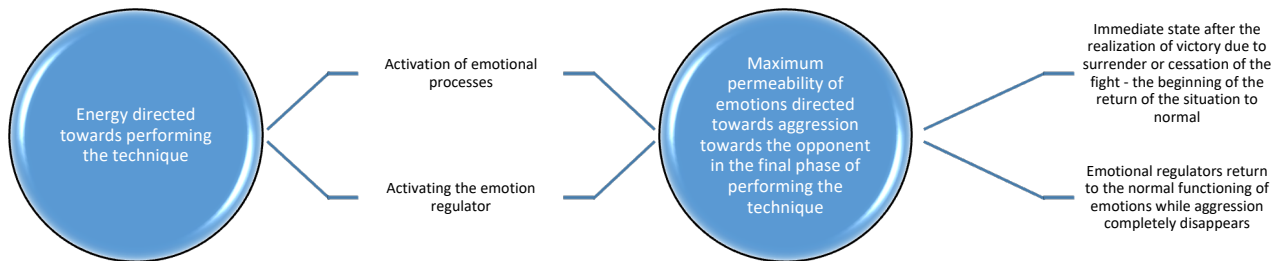 Energy directed
towards performing
the technique
Activation of emotional
processes
Activating the emotion
regulator
Maximum
permeability of
emotions directed
towards aggression
towards the opponent
in the final phase of
performing the
technique
Immediate state after the
realization of victory due to
surrender or cessation of the
fight - the beginning of the
return of the situation to
normal
Emotional regulators return
to the normal functioning of
emotions while aggression
completely disappears